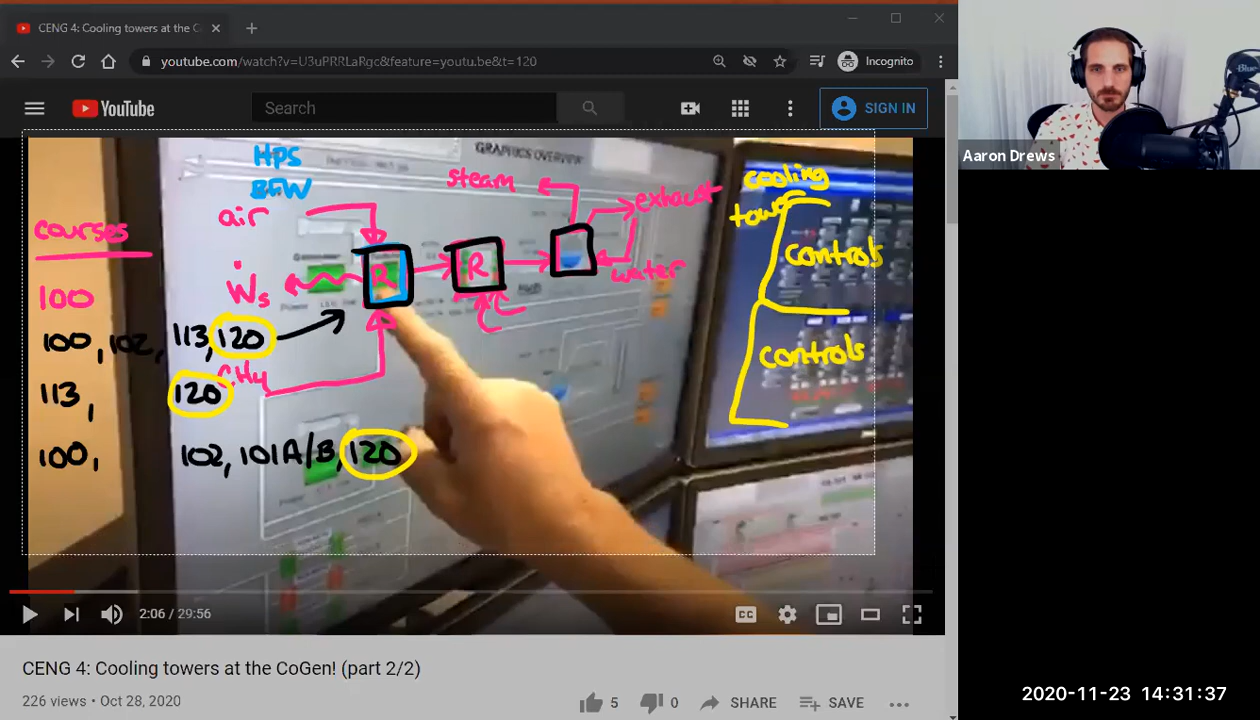 CENG 4: Cooling towers at the C
youtube.com/watch?v=U3uPRRLaRgc&feature=youtu.be&t=120
Incognito
YouTube
Search
SIGN IN
Aaron Drews
HPS
BFW
GRAPHICS OVERVIEW
steam
cooling
towers
exhaust
air
courses
controls
R
R
water
Ẇs
100
100, 102, 113, 120
controls
CH4
113, 120
100, 102, 101A/B, 120
2:06 / 29:56
CC
CENG 4: Cooling towers at the CoGen! (part 2/2)
226 views • Oct 28, 2020
5
0
SHARE
SAVE
2020-11-23 14:31:37